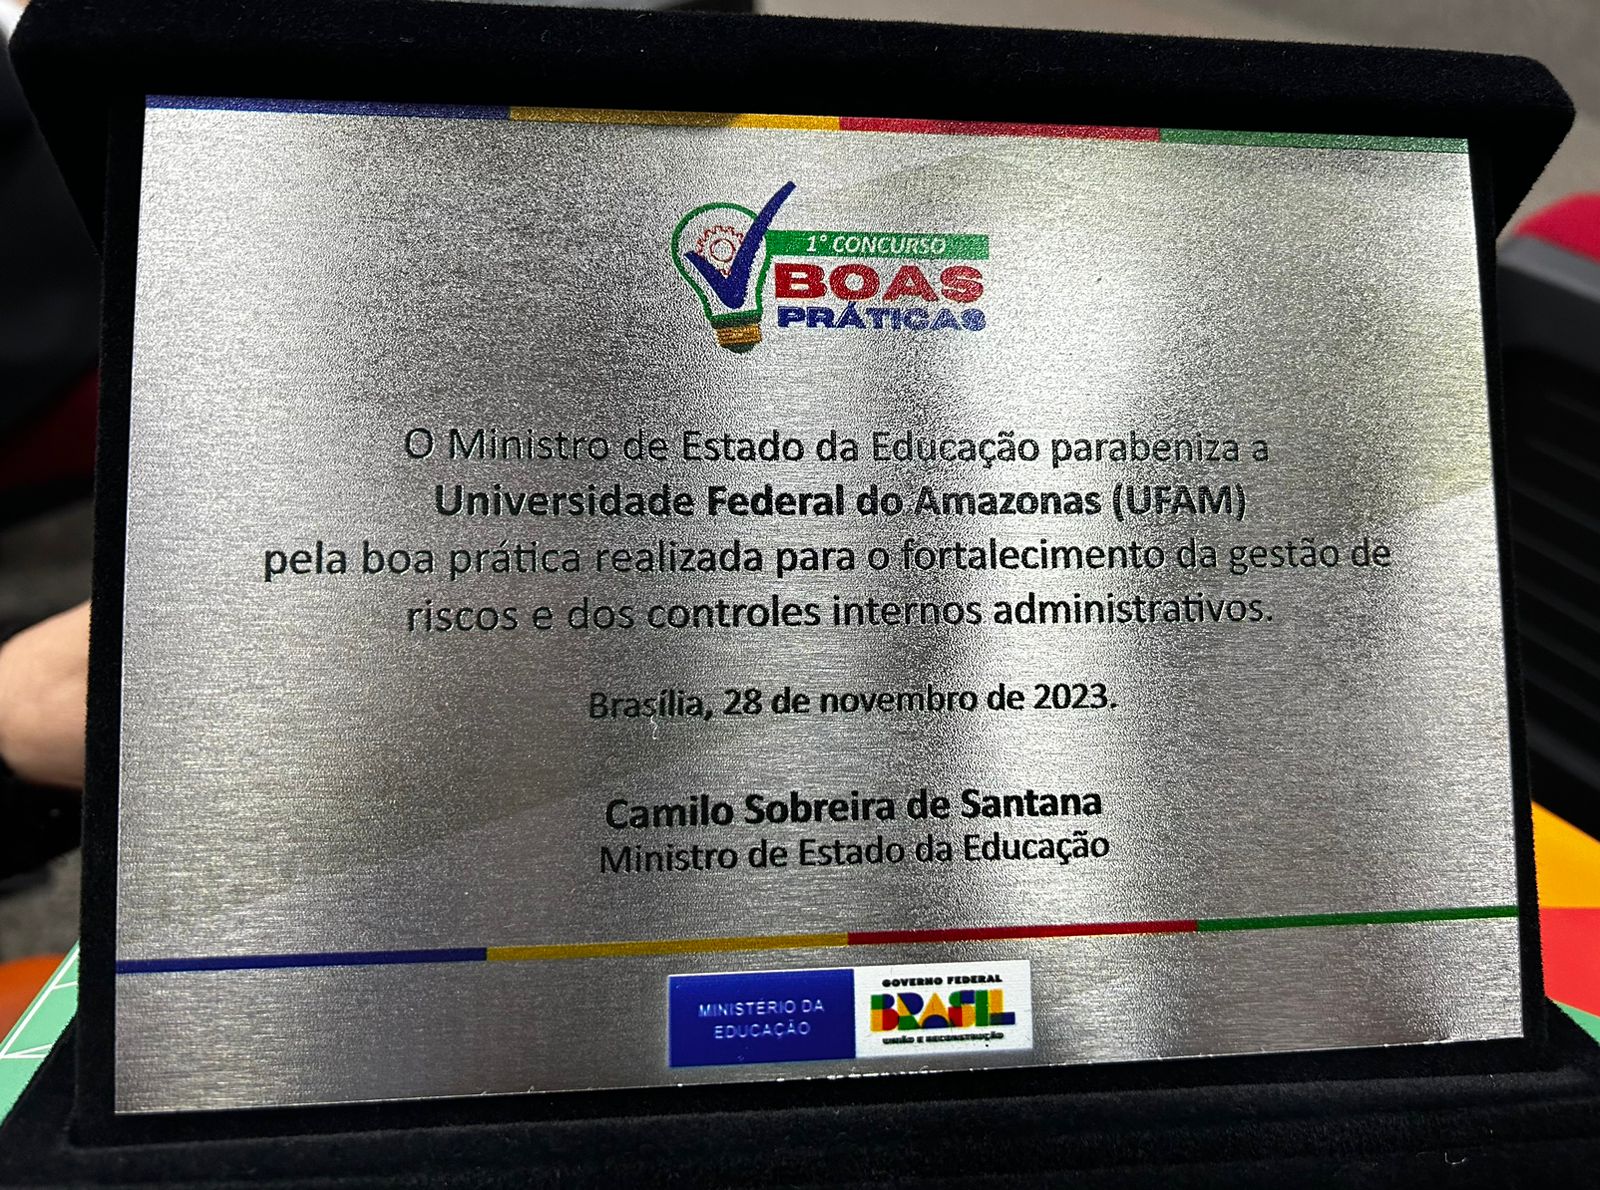 1° CONCURSO
BOAS
PRÁTICAS
O Ministro de Estado da Educação parabeniza a
Universidade Federal do Amazonas (UFAM)
pela boa prática realizada para o fortalecimento da gestão de
riscos e dos controles internos administrativos.
Brasília, 28 de novembro de 2023.
Camilo Sobreira de Santana
Ministro de Estado da Educação
MINISTÉRIO DA
EDUCAÇÃO
GOVERNO FEDERAL
BRASIL
UNIÃO E RECONSTRUÇÃO